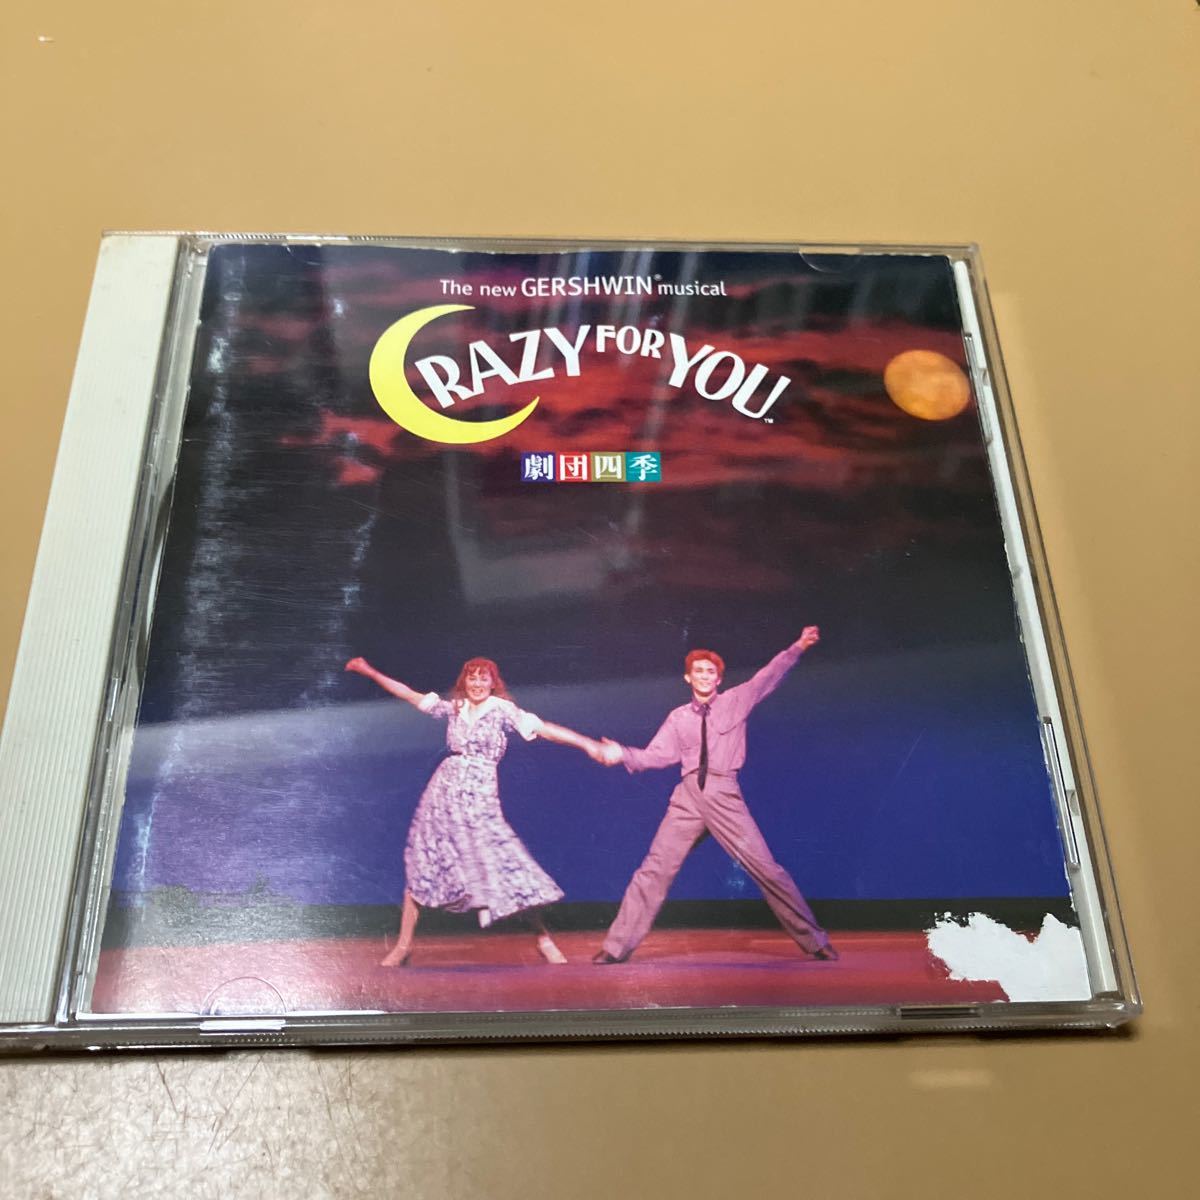 The new GERSHWIN® musical
CRAZY FOR YOU™
劇団四季